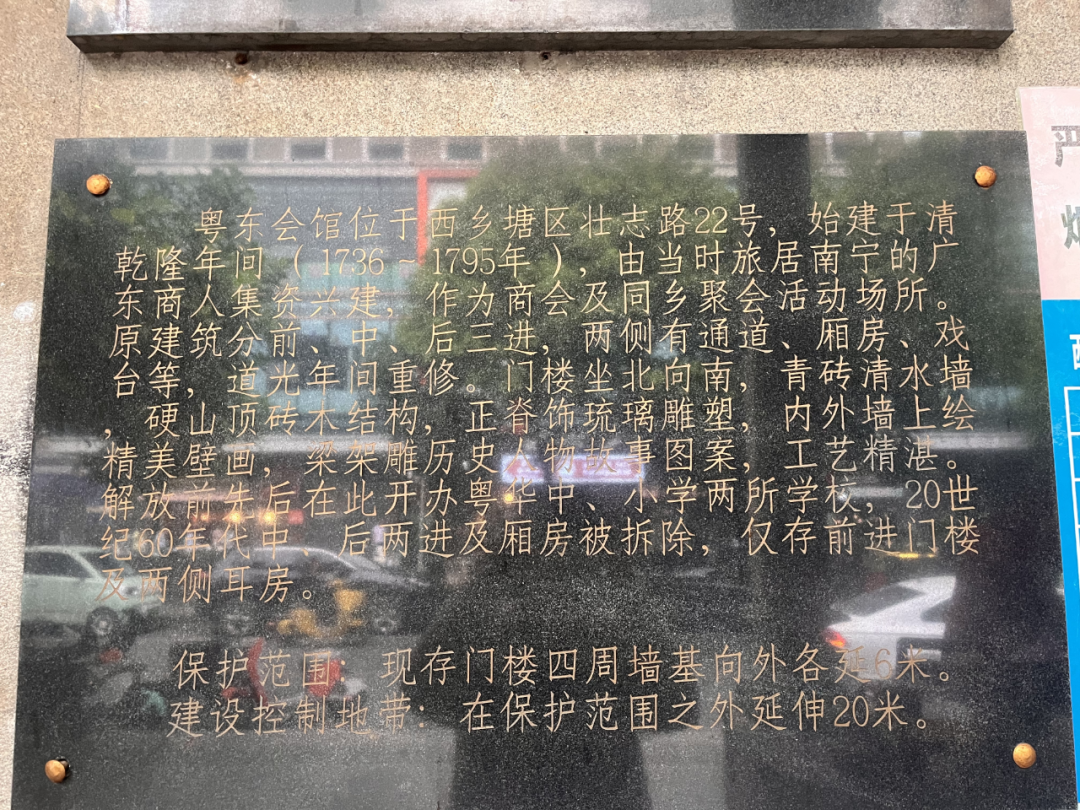 粤东会馆位于西乡塘区壮志路22号，始建于清
乾隆年间（1736～1795年），由当时旅居南宁的广
东商人集资兴建，作为商会及同乡聚会活动场所。
原建筑分前、中、后三进，两侧有通道、厢房、戏
台等，道光年间重修。门楼坐北向南，青砖清水墙
，硬山顶砖木结构，正脊饰琉璃雕塑，内外墙上绘
精美壁画，梁架雕历史人物故事图案，工艺精湛。
解放前先后在此开办粤华中、小学两所学校，20世
纪60年代中、后两进及厢房被拆除，仅存前进门楼
及两侧耳房。
保护范围：现存门楼四周墙基向外各延6米。
建设控制地带：在保护范围之外延伸20米。
严